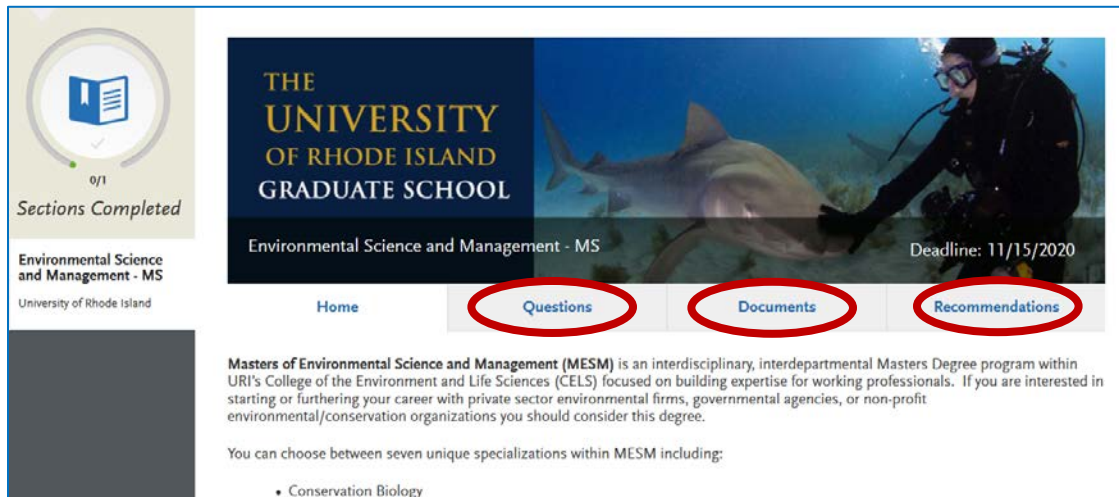 0/1
Sections Completed
Environmental Science
and Management - MS
University of Rhode Island
THE
UNIVERSITY
OF RHODE ISLAND
GRADUATE SCHOOL
Environmental Science and Management - MS
Deadline: 11/15/2020
Home
Questions
Documents
Recommendations
Masters of Environmental Science and Management (MESM) is an interdisciplinary, interdepartmental Masters Degree program within
URI's College of the Environment and Life Sciences (CELS) focused on building expertise for working professionals. If you are interested in
starting or furthering your career with private sector environmental firms, governmental agencies, or non-profit
environmental/conservation organizations you should consider this degree.
You can choose between seven unique specializations within MESM including:
• Conservation Biology